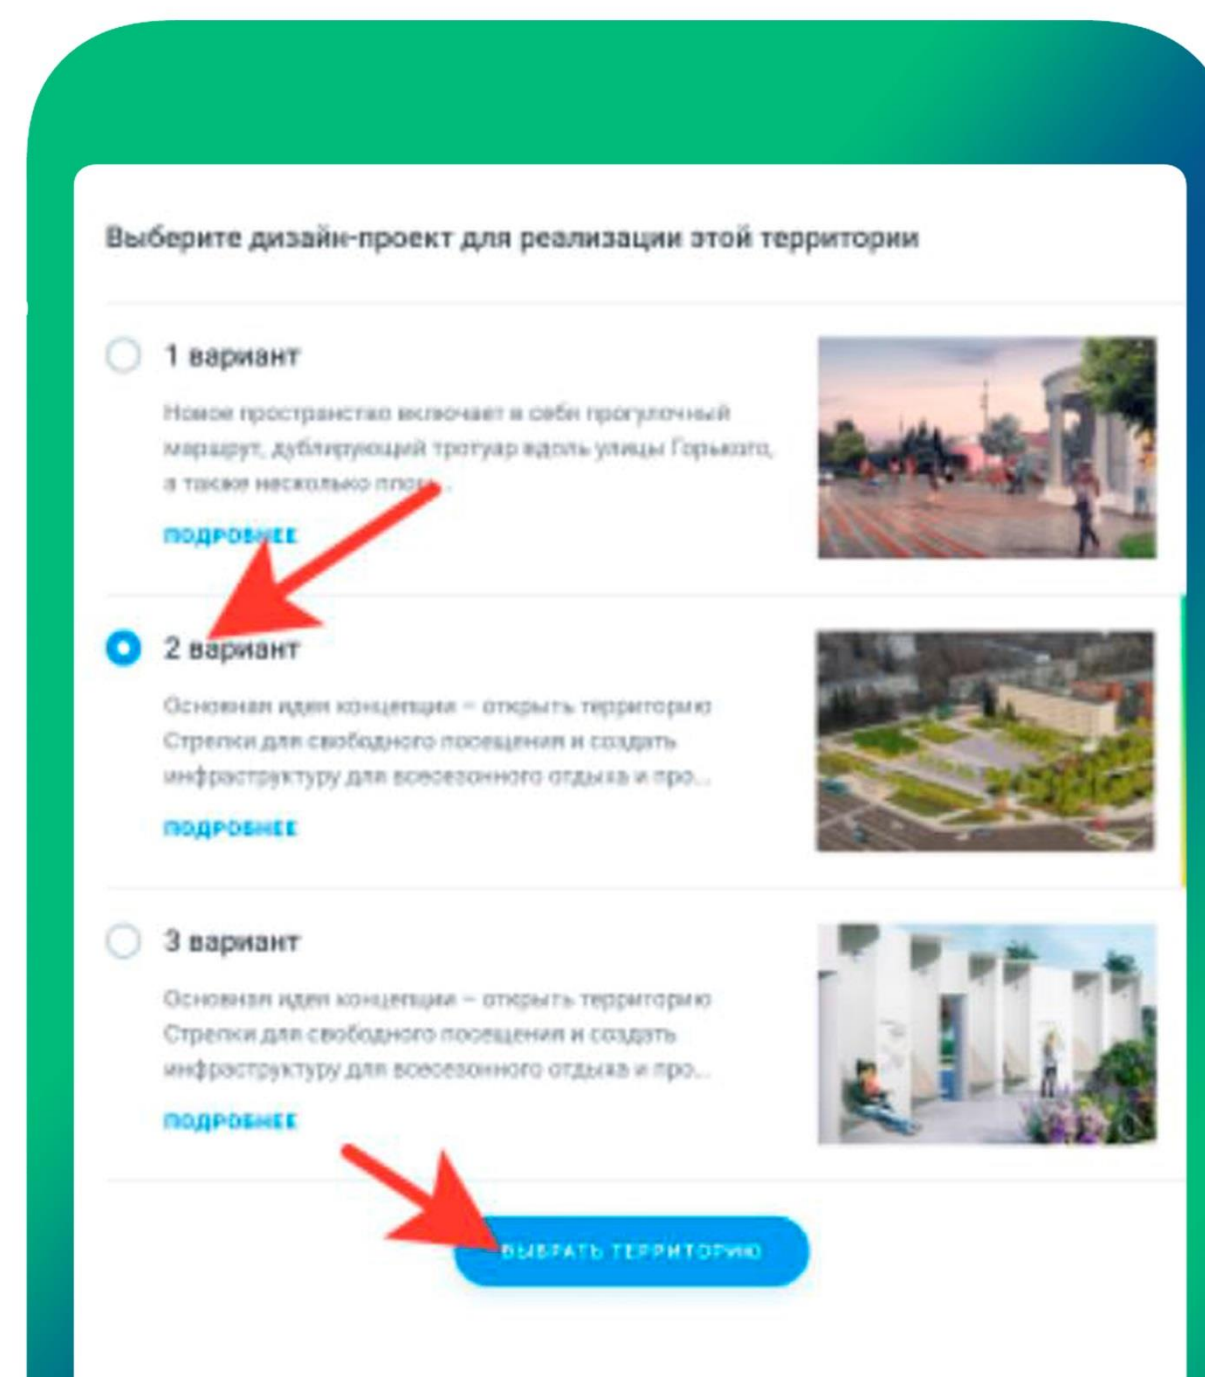 Выберите дизайн-проект для реализации этой территории
1 вариант
Новое пространство включает в себя прогулочный
маршрут, дублирующий тротуар вдоль улицы Горького,
а также несколько
ПОДРОБНЕЕ
2 вариант
Основная идея концепции – открыть территорию
Стрелки для свободного посещения и создать
инфраструктуру для всесезонного отдыха и про...
ПОДРОБНЕЕ
3 вариант
Основная идея концепции – открыть территорию
Стрелки для свободного посещения и создать
инфраструктуру для всесезонного отдыха и про...
ПОДРОБНЕЕ
ВЫБРАТЬ ТЕРРИТОРИЮ